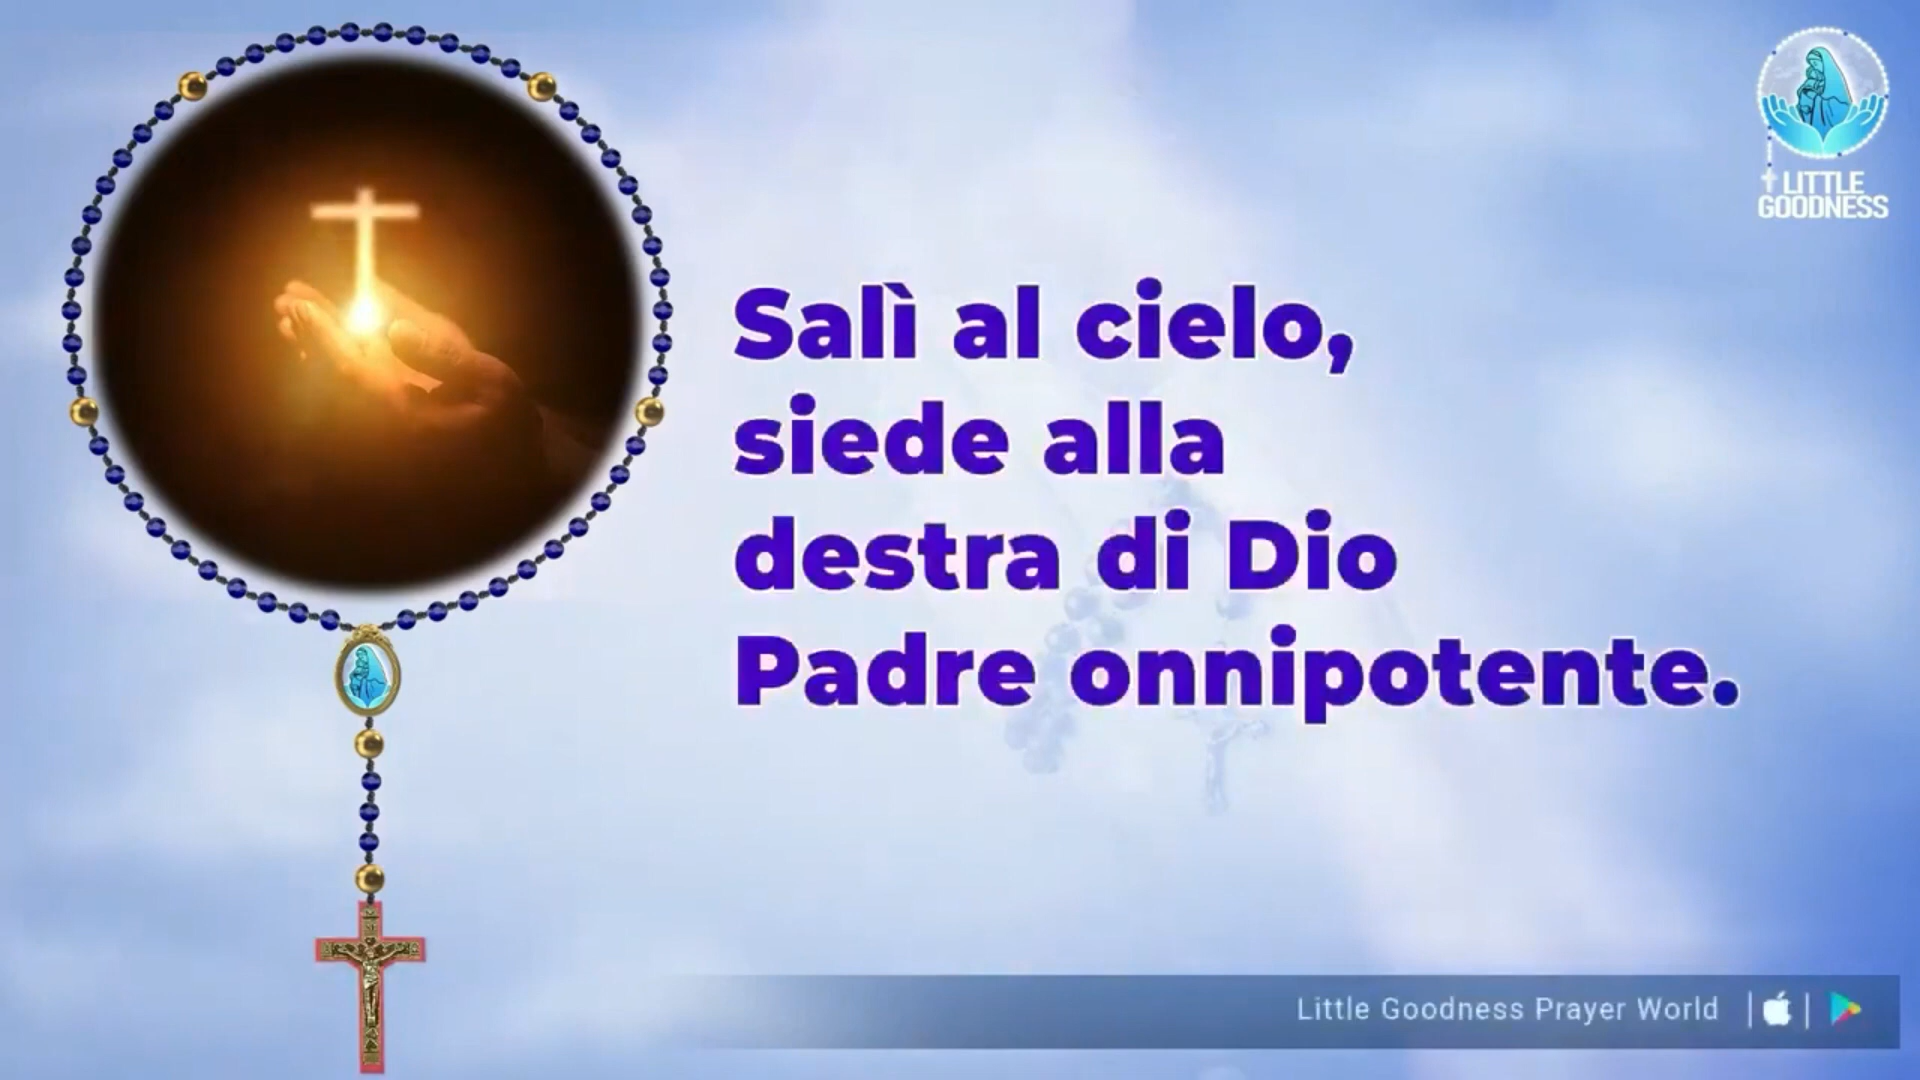 LITTLE
GOODNESS
Salì al cielo,
siede alla
destra di Dio
Padre onnipotente.
Little Goodness Prayer World